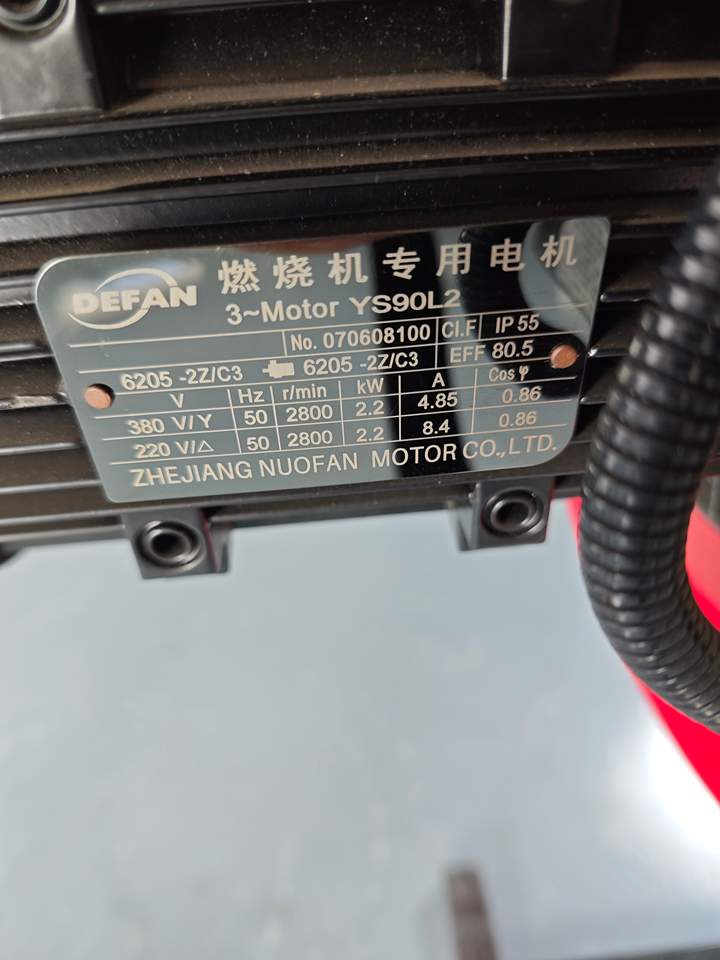 DEFAN 燃烧机专用电机
3~Motor YS90L2
No. 070608100 Cl.F IP 55
6205 -2Z/C3 6205 -2Z/C3 EFF 80.5
V Hz r/min kW A Cos φ
380 V/Y 50 2800 2.2 4.85 0.86
220 V/△ 50 2800 2.2 8.4 0.86
ZHEJIANG NUOFAN MOTOR CO.,LTD.